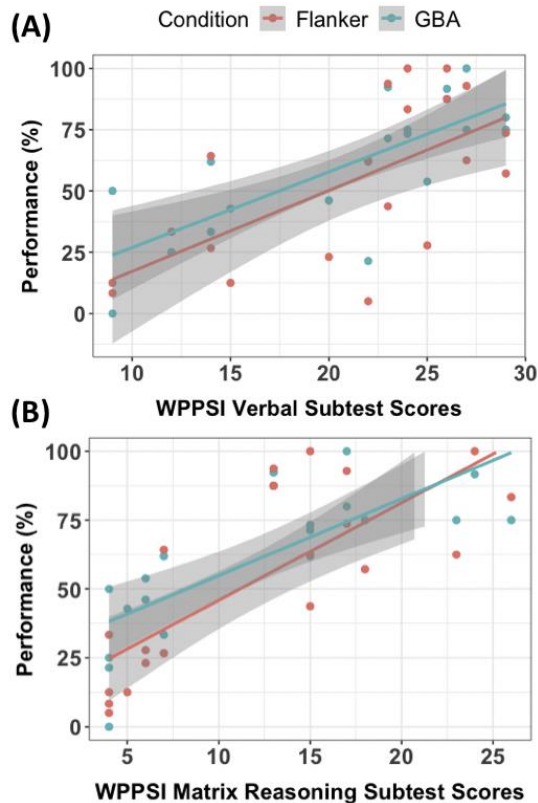 (A)
Condition Flanker GBA
Performance (%)
100
75
50
25
0
10 15 20 25 30
WPPSI Verbal Subtest Scores
(B)
Performance (%)
100
75
50
25
0
5 10 15 20 25
WPPSI Matrix Reasoning Subtest Scores